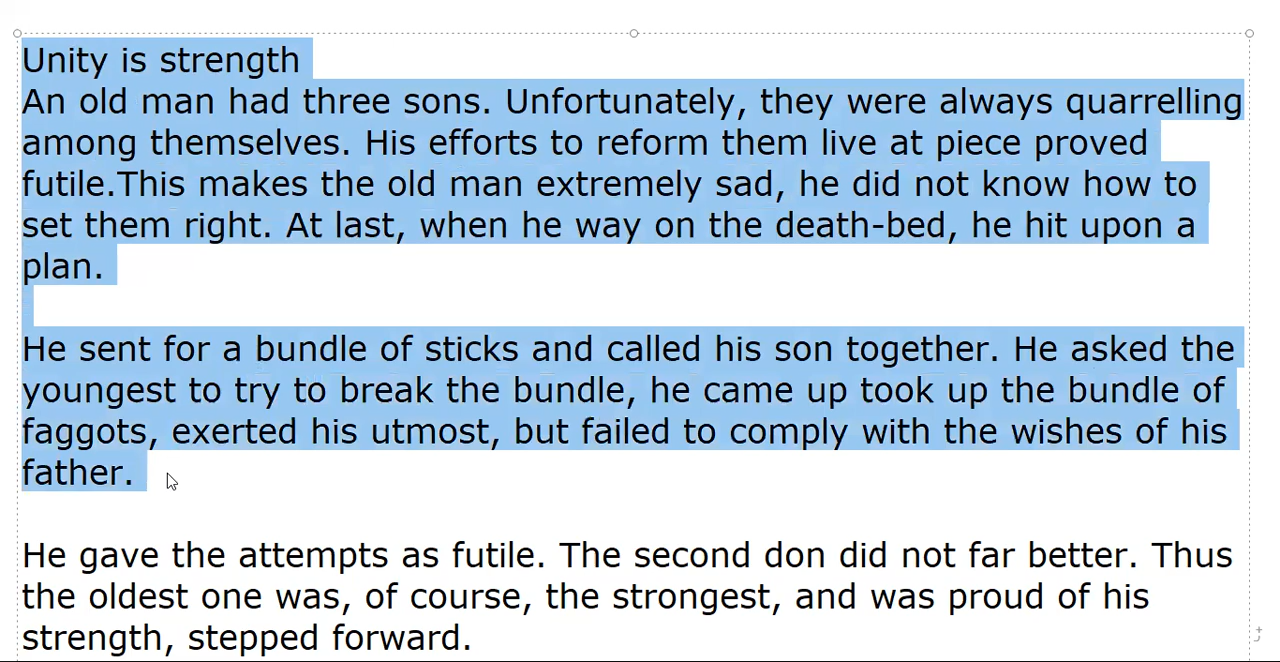 Unity is strength
An old man had three sons. Unfortunately, they were always quarrelling
among themselves. His efforts to reform them live at piece proved
futile.This makes the old man extremely sad, he did not know how to
set them right. At last, when he way on the death-bed, he hit upon a
plan.
He sent for a bundle of sticks and called his son together. He asked the
youngest to try to break the bundle, he came up took up the bundle of
faggots, exerted his utmost, but failed to comply with the wishes of his
father.
He gave the attempts as futile. The second don did not far better. Thus
the oldest one was, of course, the strongest, and was proud of his
strength, stepped forward.